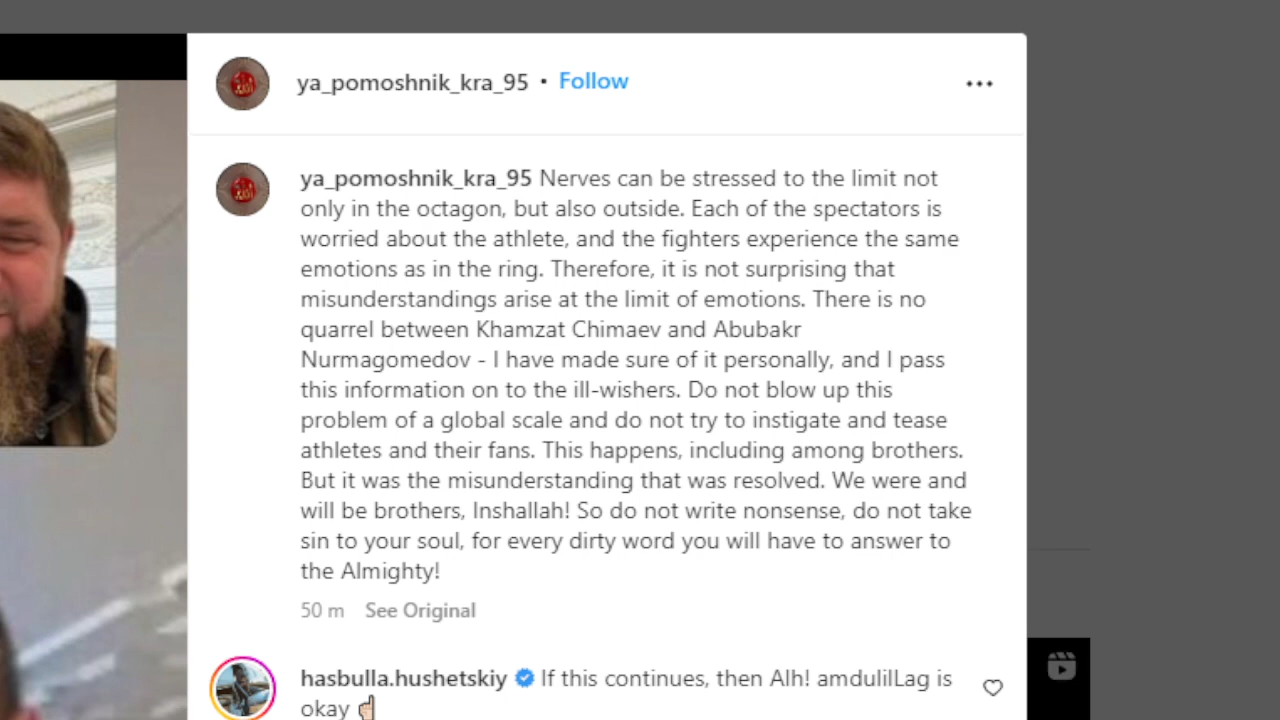 ya_pomoshnik_kra_95 • Follow
ya_pomoshnik_kra_95 Nerves can be stressed to the limit not
only in the octagon, but also outside. Each of the spectators is
worried about the athlete, and the fighters experience the same
emotions as in the ring. Therefore, it is not surprising that
misunderstandings arise at the limit of emotions. There is no
quarrel between Khamzat Chimaev and Abubakr
Nurmagomedov - I have made sure of it personally, and I pass
this information on to the ill-wishers. Do not blow up this
problem of a global scale and do not try to instigate and tease
athletes and their fans. This happens, including among brothers.
But it was the misunderstanding that was resolved. We were and
will be brothers, Inshallah! So do not write nonsense, do not take
sin to your soul, for every dirty word you will have to answer to
the Almighty!
50 m See Original
hasbulla.hushetskiy If this continues, then Alh! amdulilLag is
okay ☝🏻